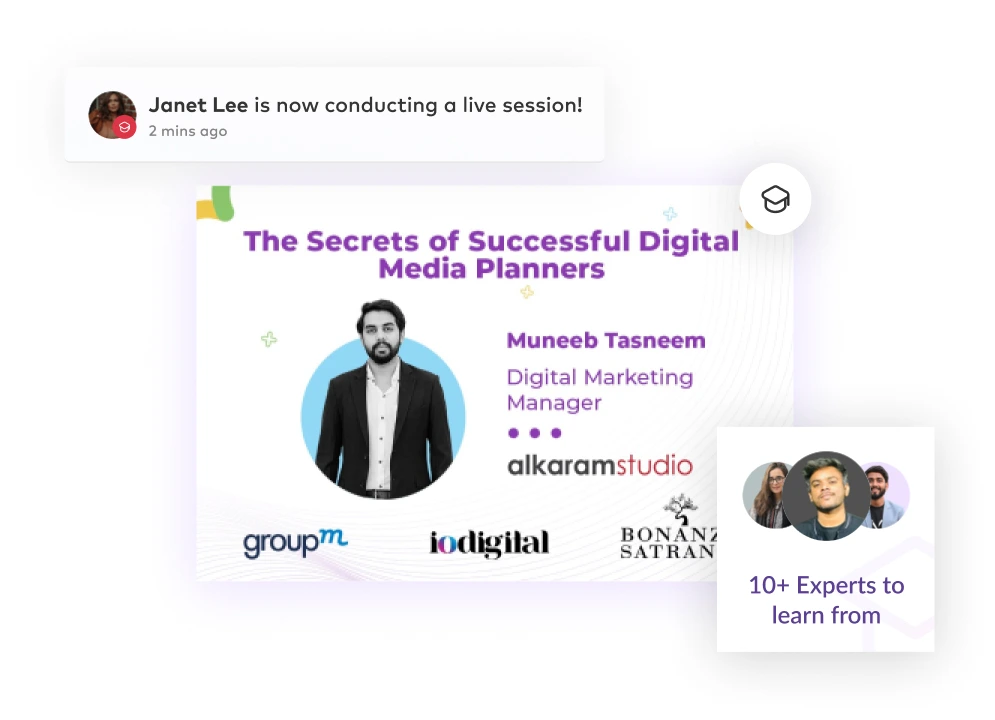 Janet Lee is now conducting a live session!
2 mins ago
The Secrets of Successful Digital
Media Planners
Muneeb Tasneem
Digital Marketing
Manager
alkaramstudio
groupm
iodigital
BONANZ
SATRAN
10+ Experts to
learn from